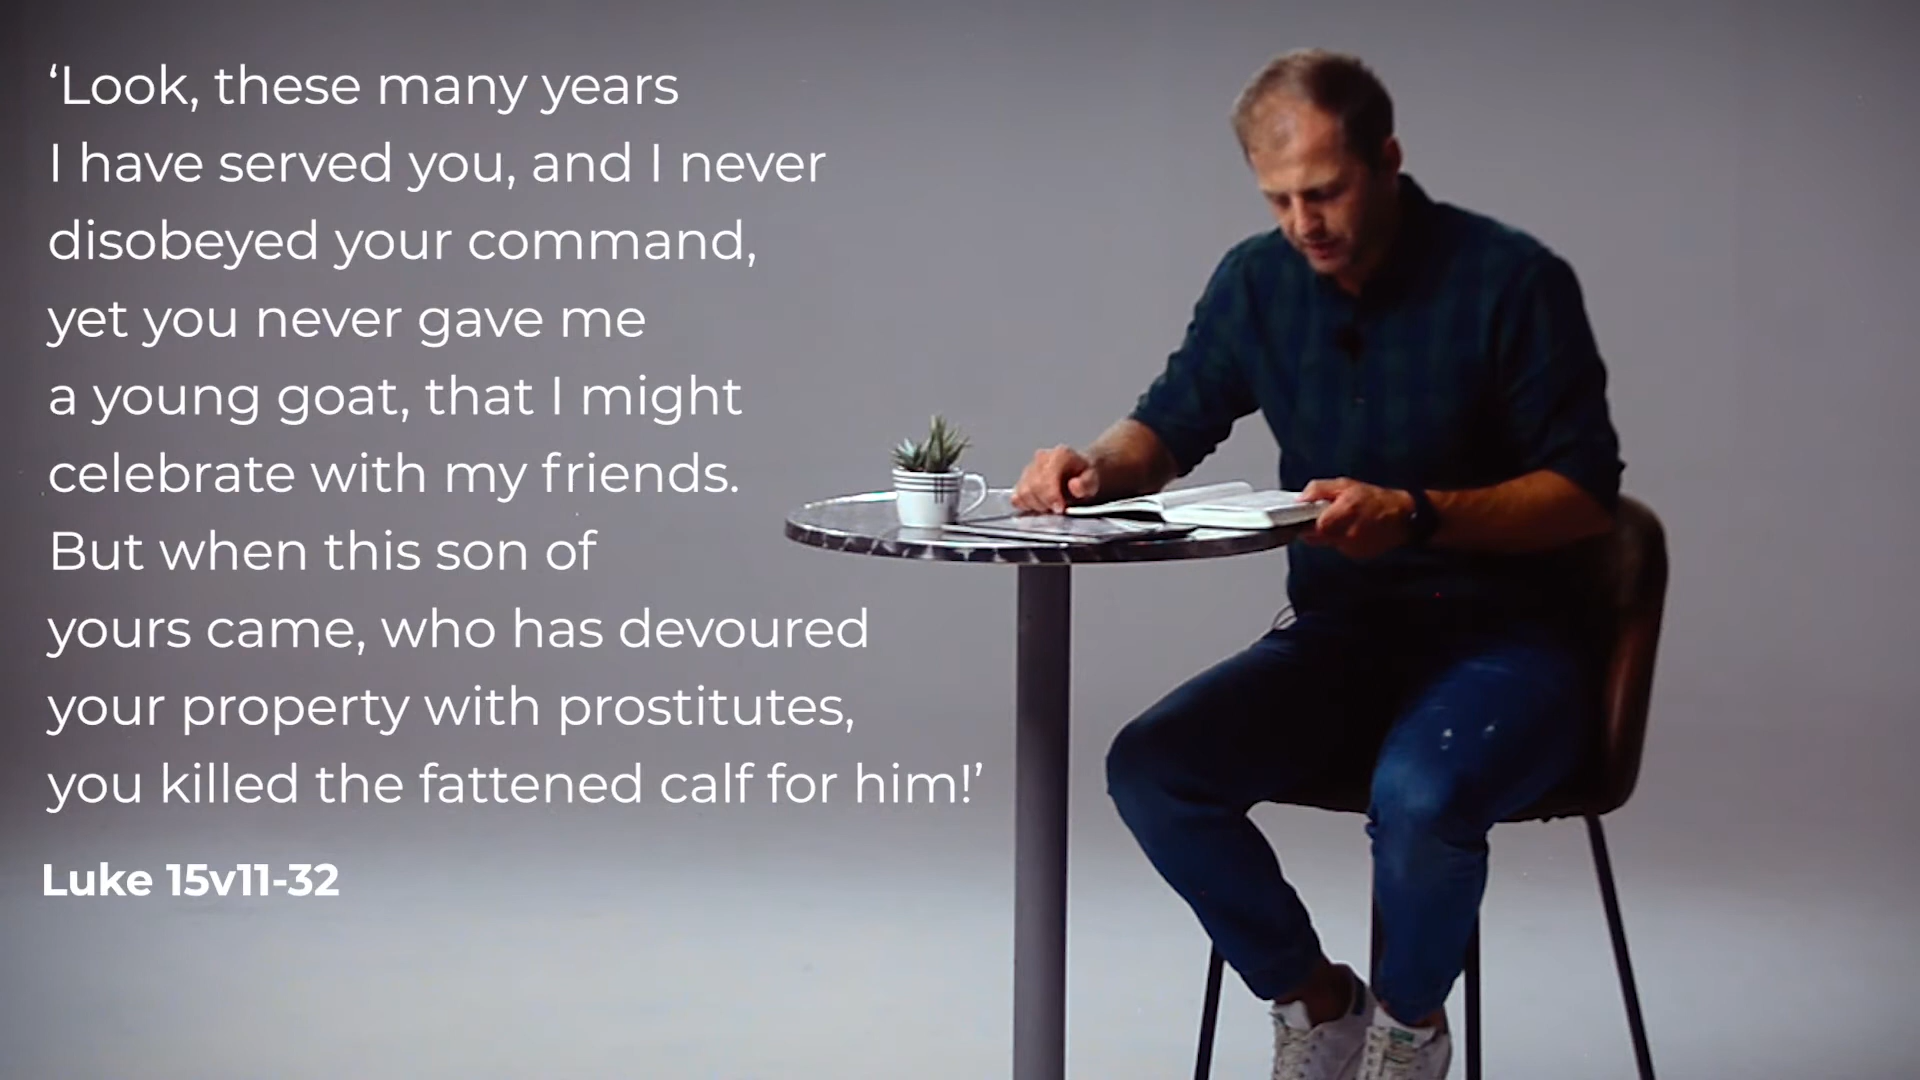 ‘Look, these many years
I have served you, and I never
disobeyed your command,
yet you never gave me
a young goat, that I might
celebrate with my friends.
But when this son of
yours came, who has devoured
your property with prostitutes,
you killed the fattened calf for him!’
Luke 15v11-32